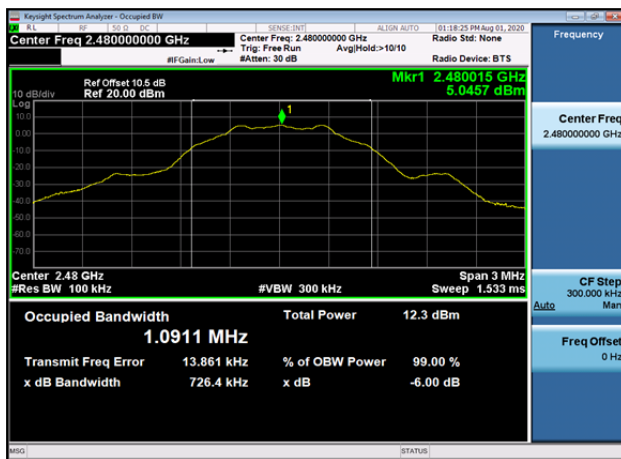 Keysight Spectrum Analyzer - Occupied BW
RL RF 50 Ω DC SENSE:INT ALIGN AUTO 01:18:25 PM Aug 01, 2020
Center Freq 2.480000000 GHz Center Freq: 2.480000000 GHz Radio Std: None Frequency
Trig: Free Run Avg|Hold:>10/10
#IFGain:Low #Atten: 30 dB Radio Device: BTS
Ref Offset 10.5 dB Mkr1 2.480015 GHz
10 dB/div Ref 20.00 dBm 5.0457 dBm
Log
10.0
0.00
-10.0
-20.0
-30.0
-40.0
-50.0
-60.0
-70.0
1
Center Freq
2.480000000 GHz
Center 2.48 GHz Span 3 MHz
#Res BW 100 kHz #VBW 300 kHz Sweep 1.533 ms
CF Step
300.000 kHz
Auto Man
Occupied Bandwidth Total Power 12.3 dBm
1.0911 MHz
Freq Offset
0 Hz
Transmit Freq Error 13.861 kHz % of OBW Power 99.00 %
x dB Bandwidth 726.4 kHz x dB -6.00 dB
MSG STATUS